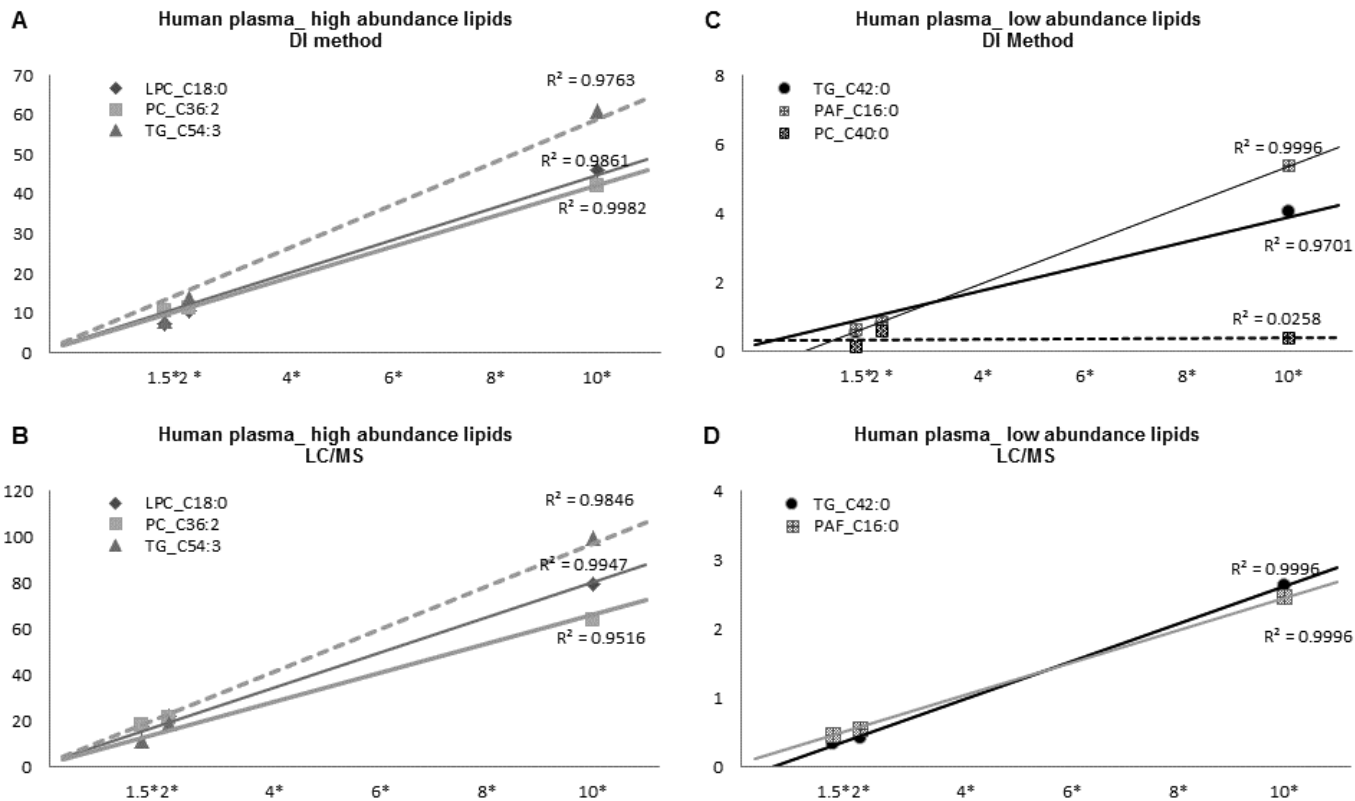 A
Human plasma_ high abundance lipids
DI method
70
60
50
40
30
20
10
0
LPC_C18:0
PC_C36:2
TG_C54:3
R² = 0.9763
R² = 0.9861
R² = 0.9982
1.5* 2 * 4* 6* 8* 10*
C
Human plasma_ low abundance lipids
DI Method
8
6
4
2
0
TG_C42:0
PAF_C16:0
PC_C40:0
R² = 0.9996
R² = 0.9701
R² = 0.0258
1.5* 2 * 4* 6* 8* 10*
B
Human plasma_ high abundance lipids
LC/MS
120
100
80
60
40
20
0
LPC_C18:0
PC_C36:2
TG_C54:3
R² = 0.9846
R² = 0.9947
R² = 0.9516
1.5* 2* 4* 6* 8* 10*
D
Human plasma_ low abundance lipids
LC/MS
4
3
2
1
0
TG_C42:0
PAF_C16:0
R² = 0.9996
R² = 0.9996
1.5* 2* 4* 6* 8* 10*